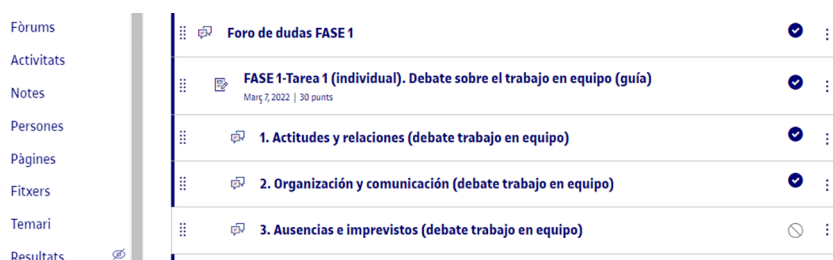 Fòrums
Activitats
Notes
Persones
Pàgines
Fitxers
Temari
Resultats
Foro de dudas FASE 1
FASE 1-Tarea 1 (individual). Debate sobre el trabajo en equipo (guía)
Març 7, 2022 | 30 punts
1. Actitudes y relaciones (debate trabajo en equipo)
2. Organización y comunicación (debate trabajo en equipo)
3. Ausencias e imprevistos (debate trabajo en equipo)